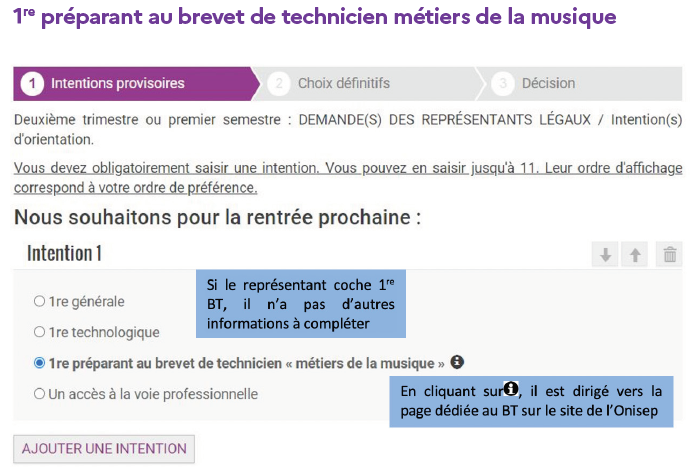 1re préparant au brevet de technicien métiers de la musique
1 Intentions provisoires
2 Choix définitifs
3 Décision
Deuxième trimestre ou premier semestre : DEMANDE(S) DES REPRÉSENTANTS LÉGAUX / Intention(s)
d'orientation.
Vous devez obligatoirement saisir une intention. Vous pouvez en saisir jusqu'à 11. Leur ordre d'affichage
correspond à votre ordre de préférence.
Nous souhaitons pour la rentrée prochaine :
Intention 1
Si le représentant coche 1re
BT, il n'a pas d'autres
informations à compléter
1re générale
1re technologique
1re préparant au brevet de technicien « métiers de la musique »
Un accès à la voie professionnelle
En cliquant sur i, il est dirigé vers la
page dédiée au BT sur le site de l'Onisep
AJOUTER UNE INTENTION